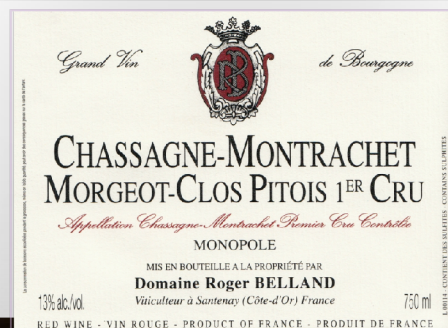 Grand Vin de Bourgogne
CHASSAGNE-MONTRACHET
MORGEOT-CLOS PITOIS 1ER CRU
Appellation Chassagne-Montrachet Premier Cru Contrôlée
MONOPOLE
MIS EN BOUTEILLE A LA PROPRIÉTÉ PAR
Domaine Roger BELLAND
13% alc./vol. Viticulteur à Santenay (Côte-d'Or) France 750 ml
RED WINE - VIN ROUGE - PRODUCT OF FRANCE - PRODUIT DE FRANCE
CONTIENT DES SULFITES - CONTAINS SULPHITES